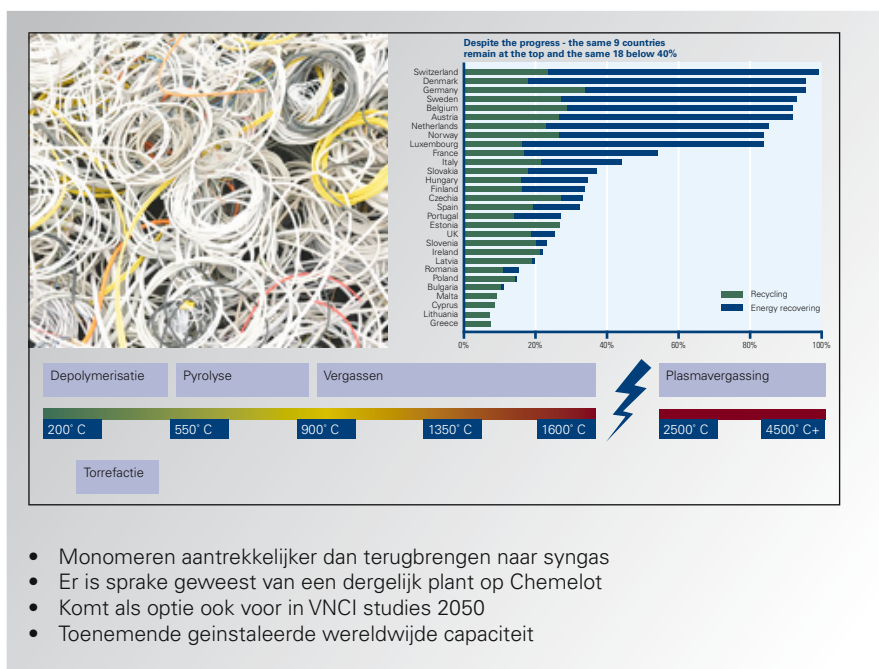 Despite the progress - the same 9 countries
remain at the top and the same 18 below 40%
Switzerland
Denmark
Germany
Sweden
Belgium
Austria
Netherlands
Norway
Luxembourg
France
Italy
Slovakia
Hungary
Finland
Czechia
Spain
Portugal
Estonia
UK
Slovenia
Ireland
Latvia
Romania
Poland
Bulgaria
Malta
Cyprus
Lithuania
Greece
Recycling
Energy recovering
0% 20% 40% 60% 80% 100%
Depolymerisatie Pyrolyse Vergassen Plasmavergassing
200° C 550° C 900° C 1350° C 1600° C 2500° C 4500° C+
Torrefactie
• Monomeren aantrekkelijker dan terugbrengen naar syngas
• Er is sprake geweest van een dergelijk plant op Chemelot
• Komt als optie ook voor in VNCI studies 2050
• Toenemende geinstaleerde wereldwijde capaciteit